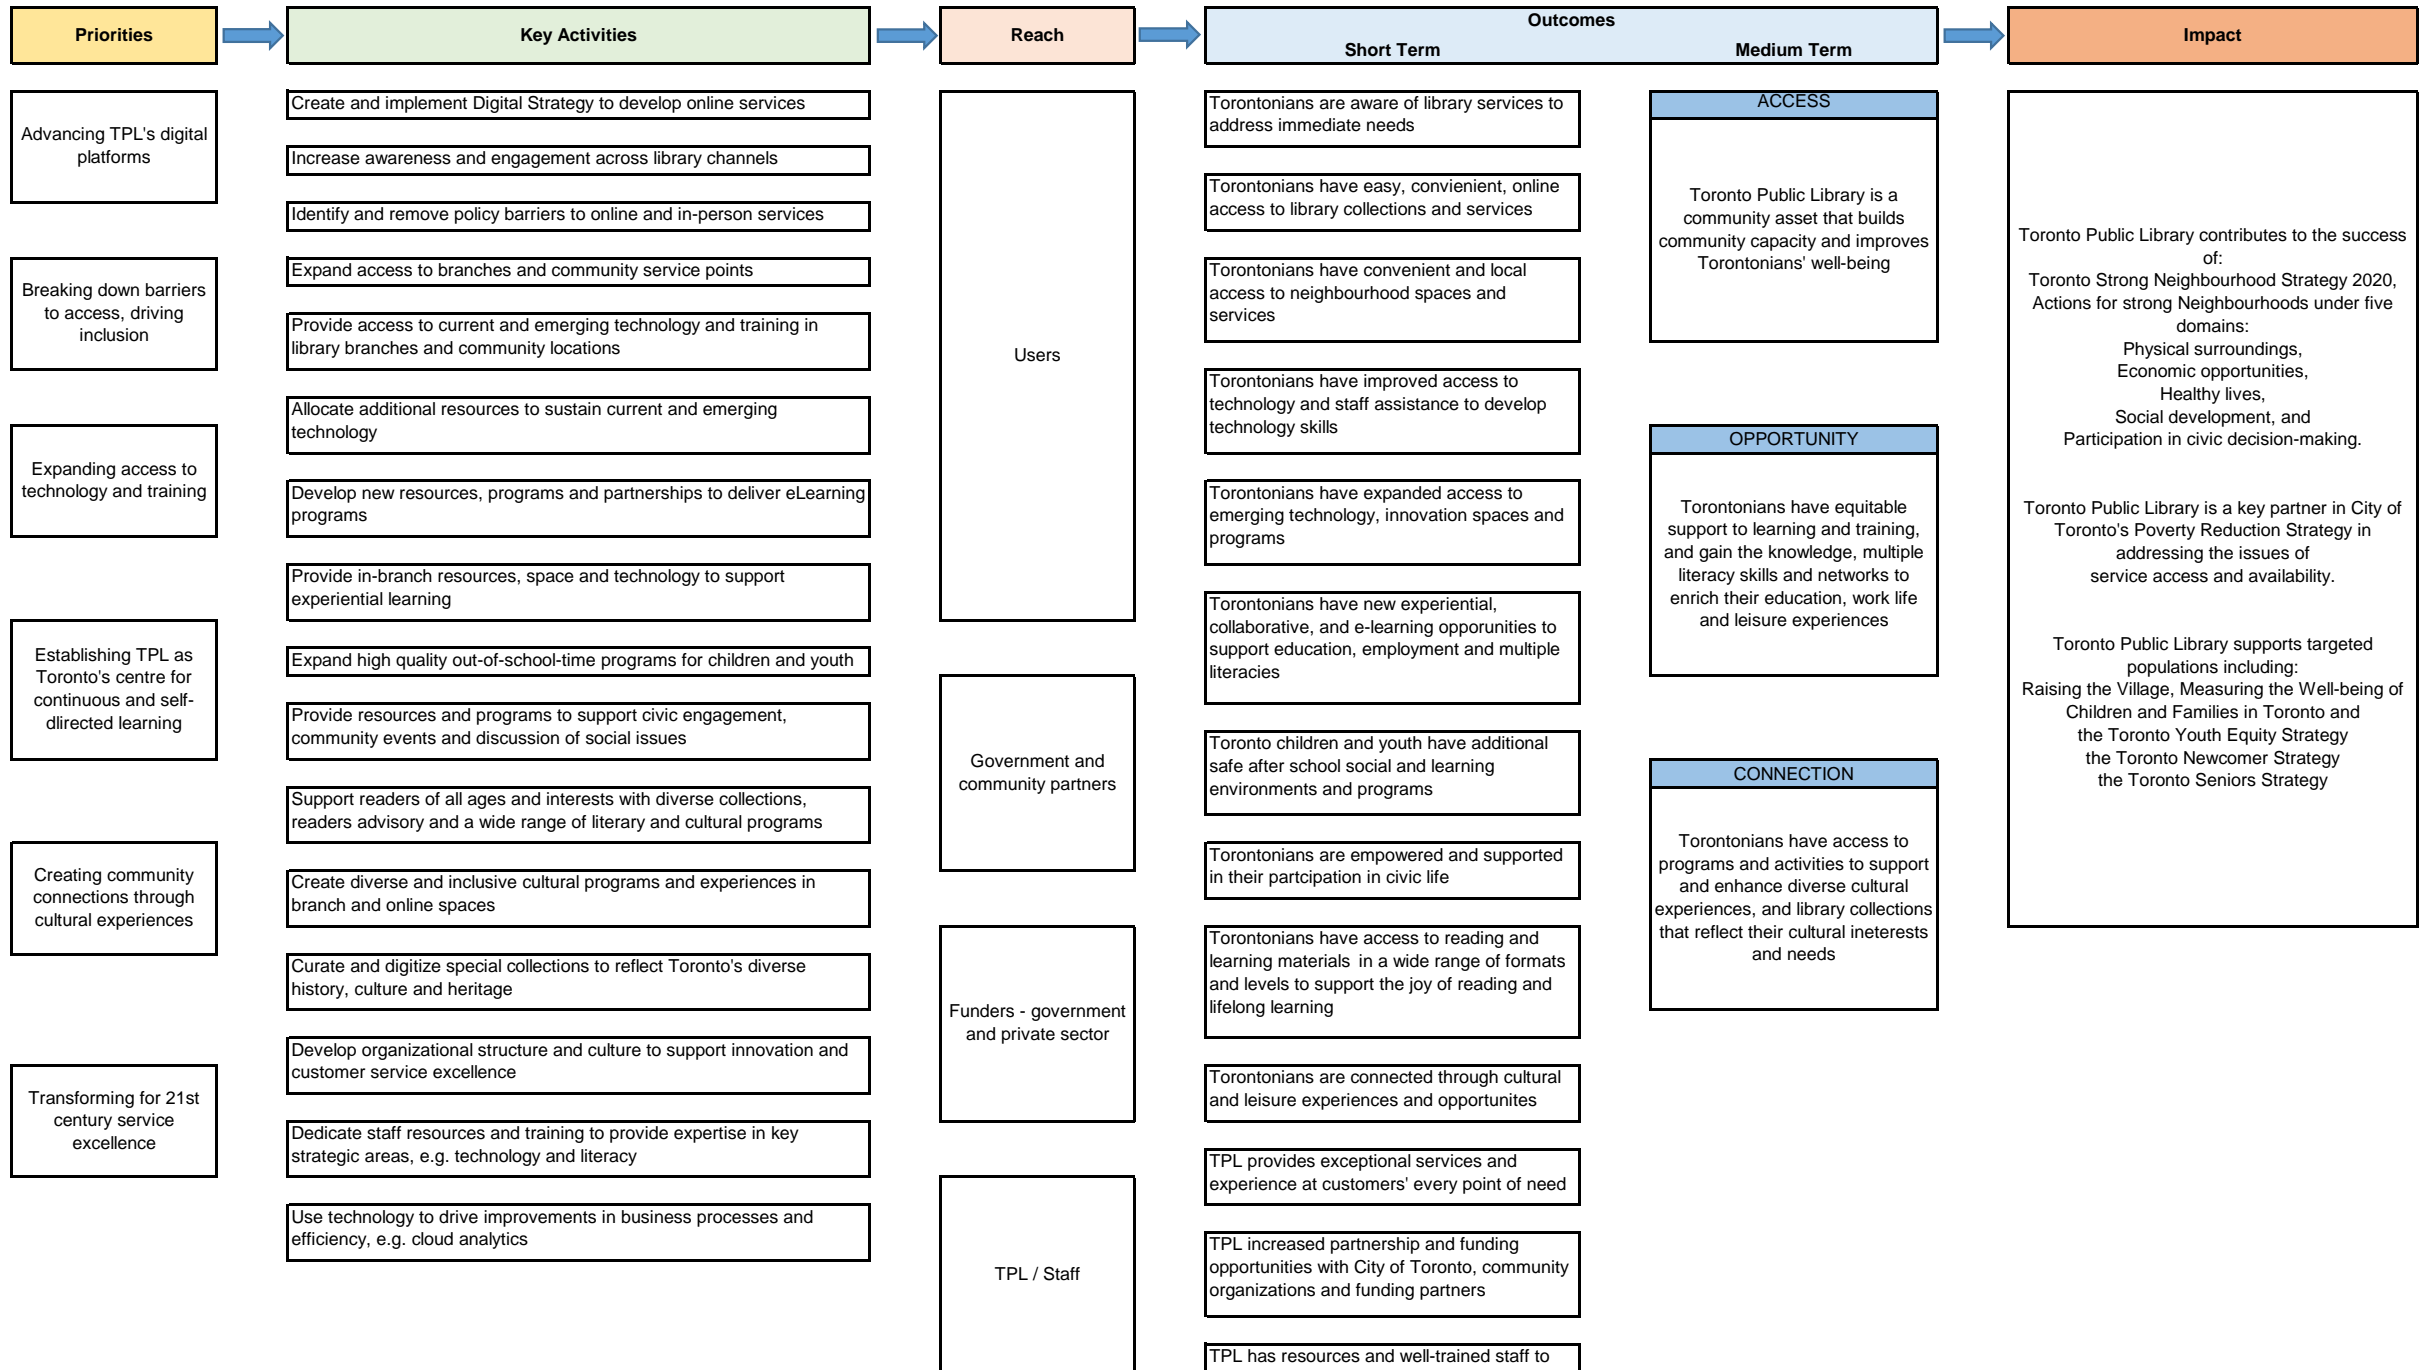 Priorities
Key Activities
Reach
Outcomes
Short Term
Medium Term
Impact
Advancing TPL's digital
platforms
Breaking down barriers
to access, driving
inclusion
Expanding access to
technology and training
Establishing TPL as
Toronto's centre for
continuous and self-
dlirected learning
Creating community
connections through
cultural experiences
Transforming for 21st
century service
excellence
Create and implement Digital Strategy to develop online services
Increase awareness and engagement across library channels
Identify and remove policy barriers to online and in-person services
Expand access to branches and community service points
Provide access to current and emerging technology and training in
library branches and community locations
Allocate additional resources to sustain current and emerging
technology
Develop new resources, programs and partnerships to deliver eLearning
programs
Provide in-branch resources, space and technology to support
experiential learning
Expand high quality out-of-school-time programs for children and youth
Provide resources and programs to support civic engagement,
community events and discussion of social issues
Support readers of all ages and interests with diverse collections,
readers advisory and a wide range of literary and cultural programs
Create diverse and inclusive cultural programs and experiences in
branch and online spaces
Curate and digitize special collections to reflect Toronto's diverse
history, culture and heritage
Develop organizational structure and culture to support innovation and
customer service excellence
Dedicate staff resources and training to provide expertise in key
strategic areas, e.g. technology and literacy
Use technology to drive improvements in business processes and
efficiency, e.g. cloud analytics
Users
Government and
community partners
Funders - government
and private sector
TPL / Staff
Torontonians are aware of library services to
address immediate needs
Torontonians have easy, convienient, online
access to library collections and services
Torontonians have convenient and local
access to neighbourhood spaces and
services
Torontonians have improved access to
technology and staff assistance to develop
technology skills
Torontonians have expanded access to
emerging technology, innovation spaces and
programs
Torontonians have new experiential,
collaborative, and e-learning opporunities to
support education, employment and multiple
literacies
Toronto children and youth have additional
safe after school social and learning
environments and programs
Torontonians are empowered and supported
in their partcipation in civic life
Torontonians have access to reading and
learning materials  in a wide range of formats
and levels to support the joy of reading and
lifelong learning
Torontonians are connected through cultural
and leisure experiences and opportunites
TPL provides exceptional services and
experience at customers' every point of need
TPL increased partnership and funding
opportunities with City of Toronto, community
organizations and funding partners
TPL has resources and well-trained staff to
ACCESS
Toronto Public Library is a
community asset that builds
community capacity and improves
Torontonians' well-being
OPPORTUNITY
Torontonians have equitable
support to learning and training,
and gain the knowledge, multiple
literacy skills and networks to
enrich their education, work life
and leisure experiences
CONNECTION
Torontonians have access to
programs and activities to support
and enhance diverse cultural
experiences, and library collections
that reflect their cultural ineterests
and needs
Toronto Public Library contributes to the success
of:
Toronto Strong Neighbourhood Strategy 2020,
Actions for strong Neighbourhoods under five
domains:
Physical surroundings,
Economic opportunities,
Healthy lives,
Social development, and
Participation in civic decision-making.
Toronto Public Library is a key partner in City of
Toronto's Poverty Reduction Strategy in
addressing the issues of
service access and availability.
Toronto Public Library supports targeted
populations including:
Raising the Village, Measuring the Well-being of
Children and Families in Toronto and
the Toronto Youth Equity Strategy
the Toronto Newcomer Strategy
the Toronto Seniors Strategy